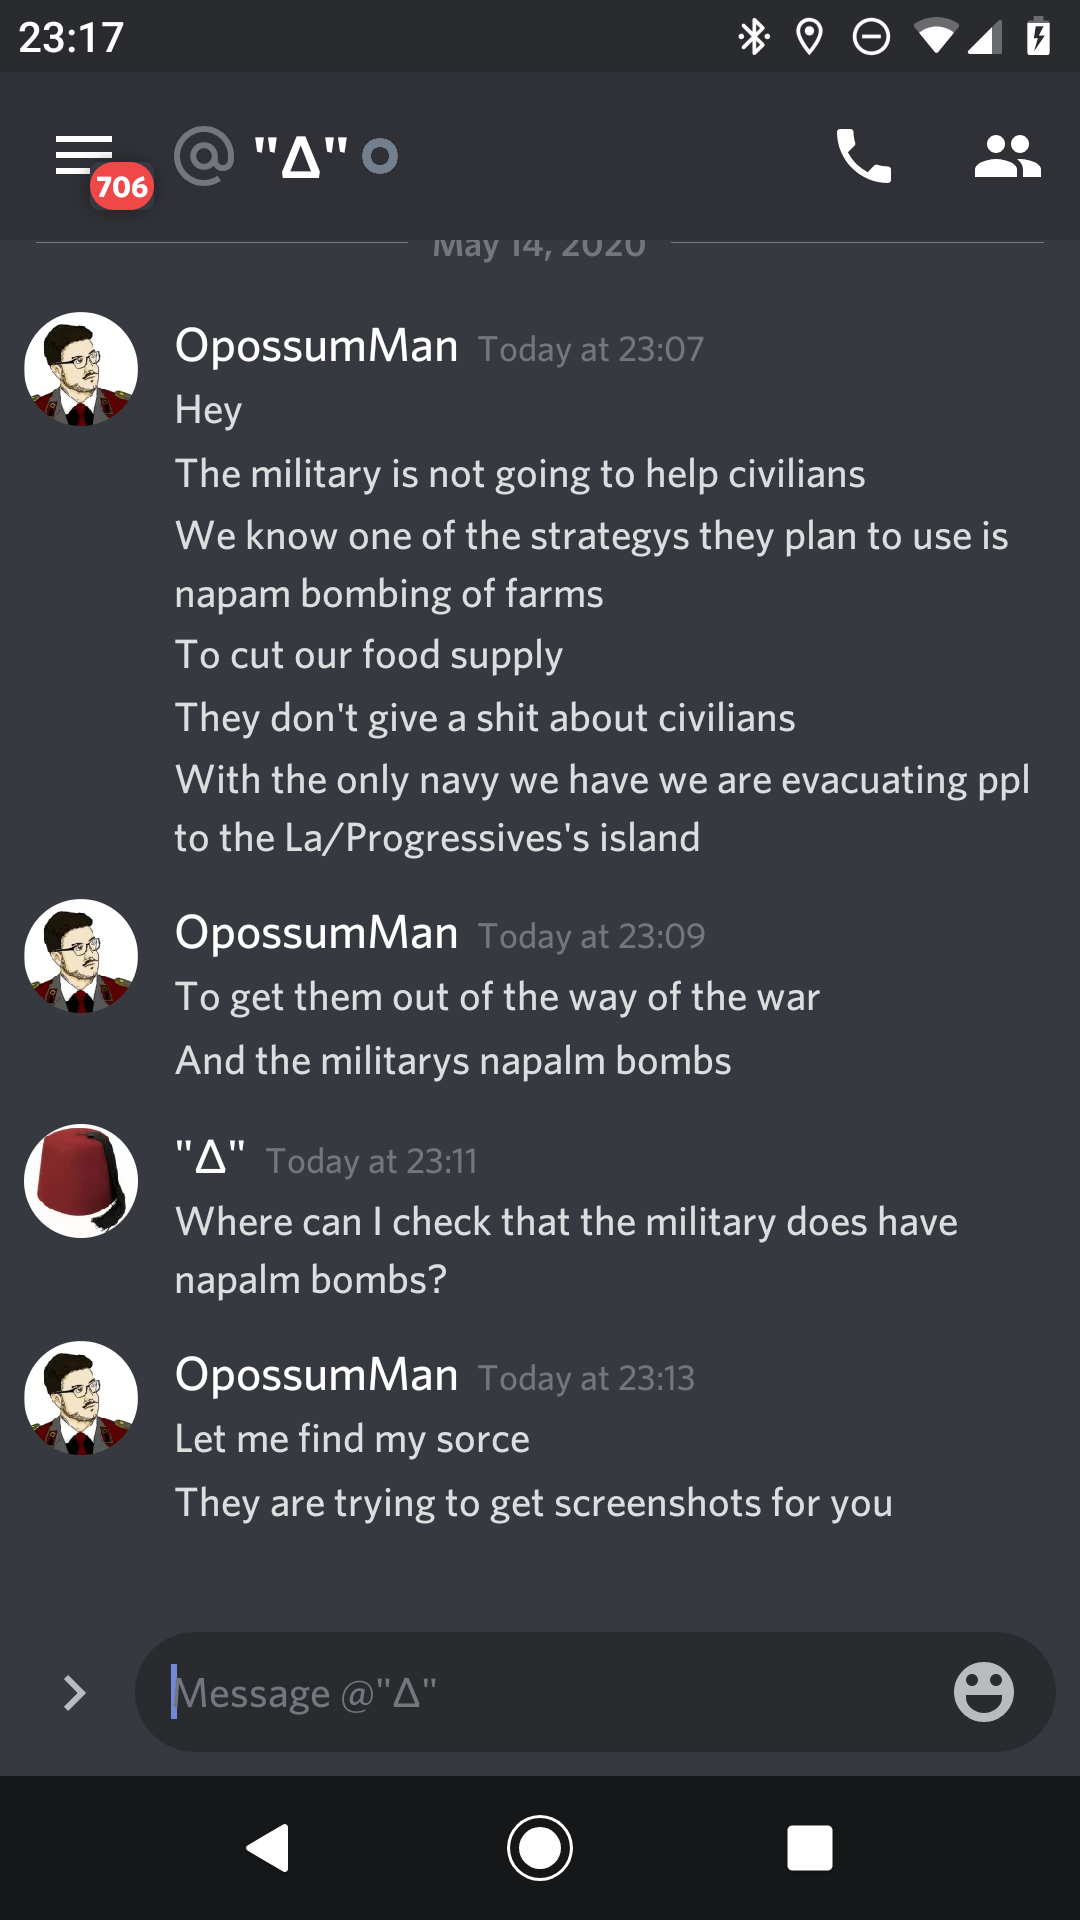 23:17
706
@ "Δ"
May 14, 2020
OpossumMan Today at 23:07
Hey
The military is not going to help civilians
We know one of the strategys they plan to use is
napam bombing of farms
To cut our food supply
They don't give a shit about civilians
With the only navy we have we are evacuating ppl
to the La/Progressives's island
OpossumMan Today at 23:09
To get them out of the way of the war
And the militarys napalm bombs
"Δ" Today at 23:11
Where can I check that the military does have
napalm bombs?
OpossumMan Today at 23:13
Let me find my sorce
They are trying to get screenshots for you
Message @"Δ"